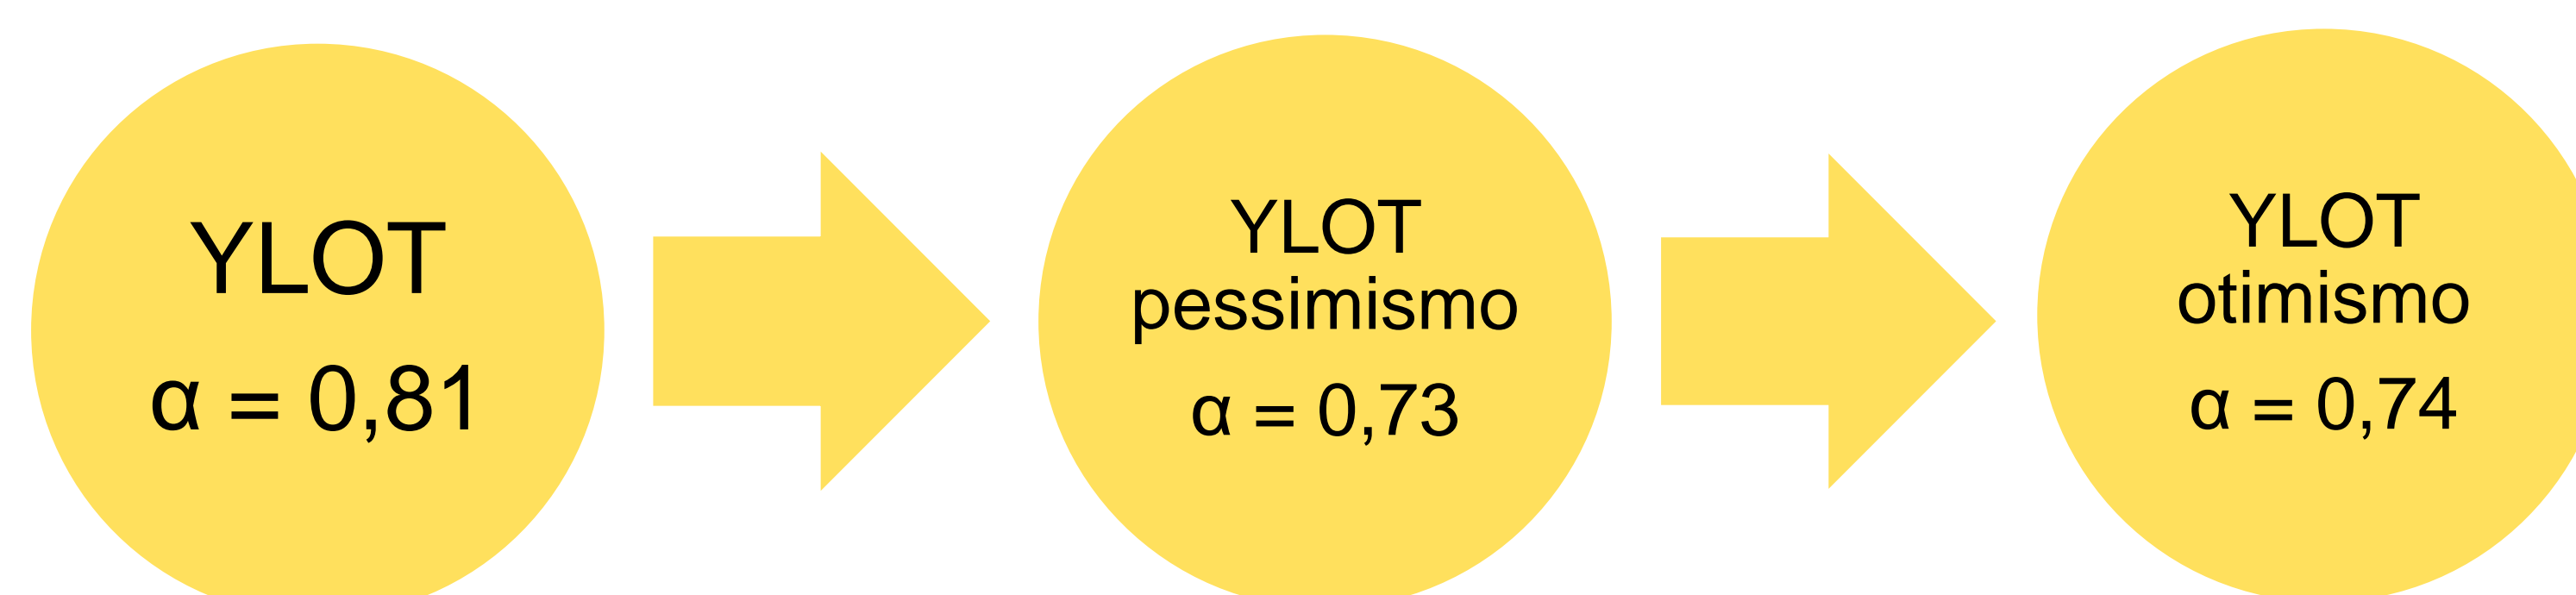 YLOT
α = 0,81
YLOT
pessimismo
α = 0,73
YLOT
otimismo
α = 0,74